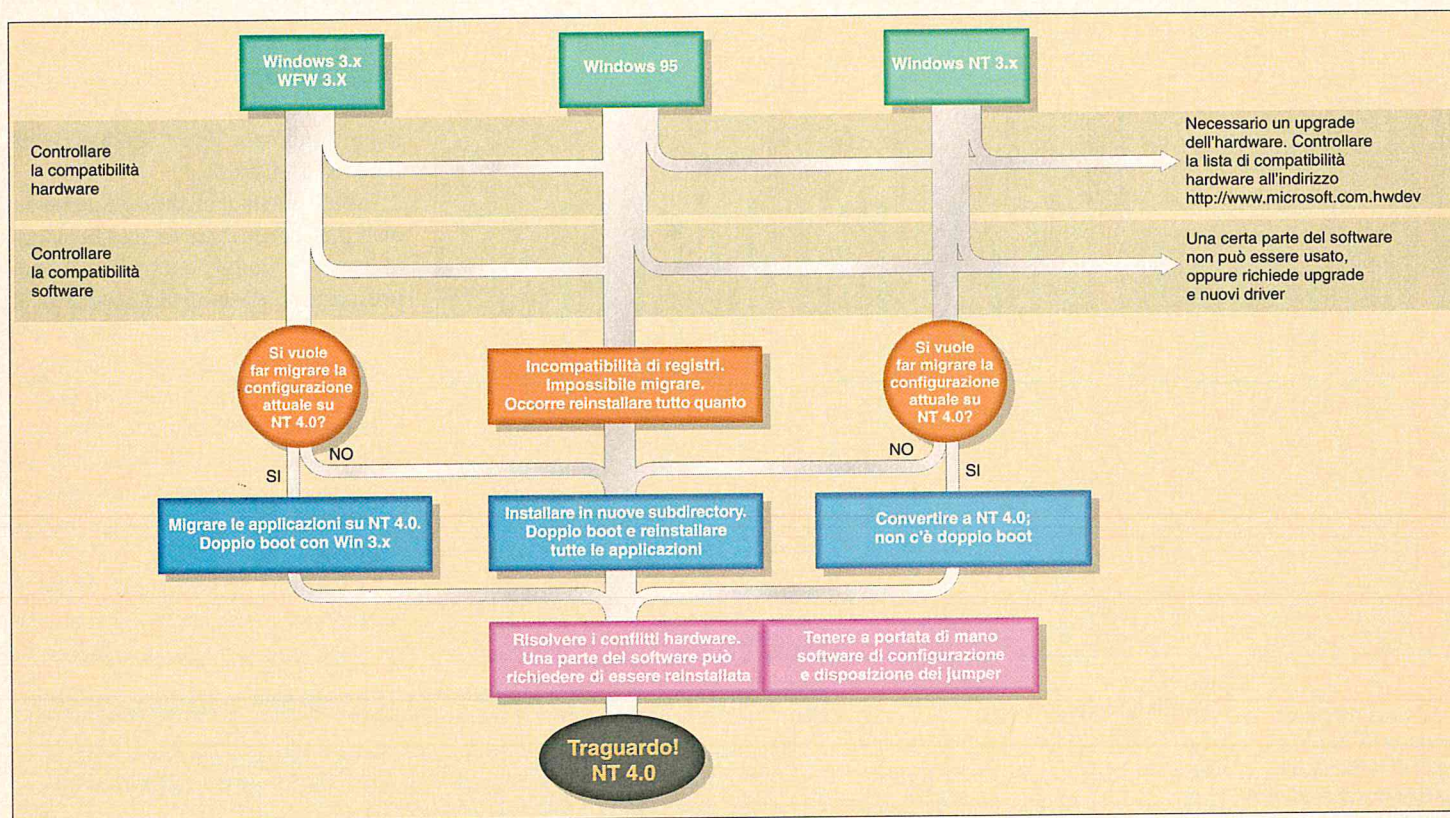 Windows 3.x
WFW 3.X
Windows 95
Windows NT 3.x
Controllare
la compatibilità
hardware
Necessario un upgrade
dell'hardware. Controllare
la lista di compatibilità
hardware all'indirizzo
http://www.microsoft.com.hwdev
Controllare
la compatibilità
software
Una certa parte del software
non può essere usato,
oppure richiede upgrade
e nuovi driver
Si vuole
far migrare la
configurazione
attuale su
NT 4.0?
Incompatibilità di registri.
Impossibile migrare.
Occorre reinstallare tutto quanto
Si vuole
far migrare la
configurazione
attuale su
NT 4.0?
SI
NO
NO
SI
Migrare le applicazioni su NT 4.0.
Doppio boot con Win 3.x
Installare in nuove subdirectory.
Doppio boot e reinstallare
tutte le applicazioni
Convertire a NT 4.0;
non c'è doppio boot
Risolvere i conflitti hardware.
Una parte del software può
richiedere di essere reinstallata
Tenere a portata di mano
software di configurazione
e disposizione dei jumper
Traguardo!
NT 4.0